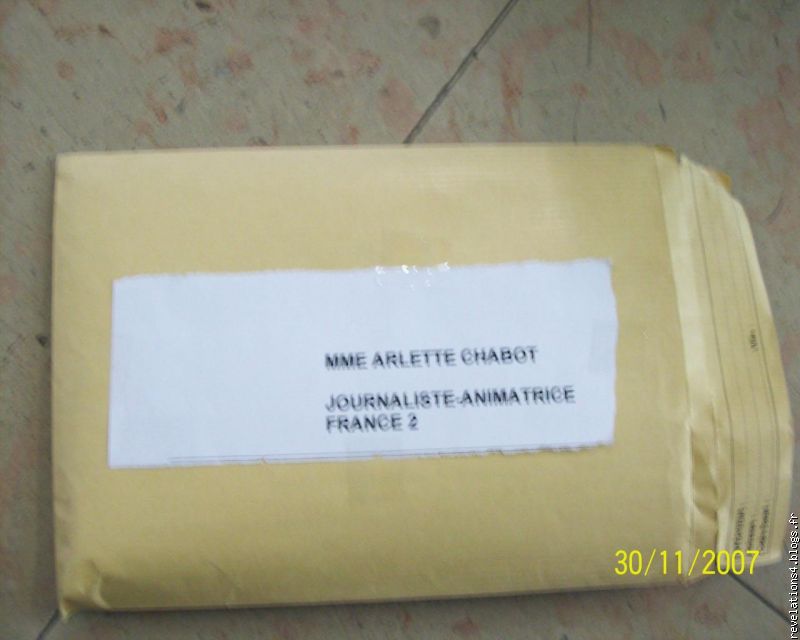 MME ARLETTE CHABOT
JOURNALISTE-ANIMATRICE
FRANCE 2
30/11/2007
revelations4.blogs.fr